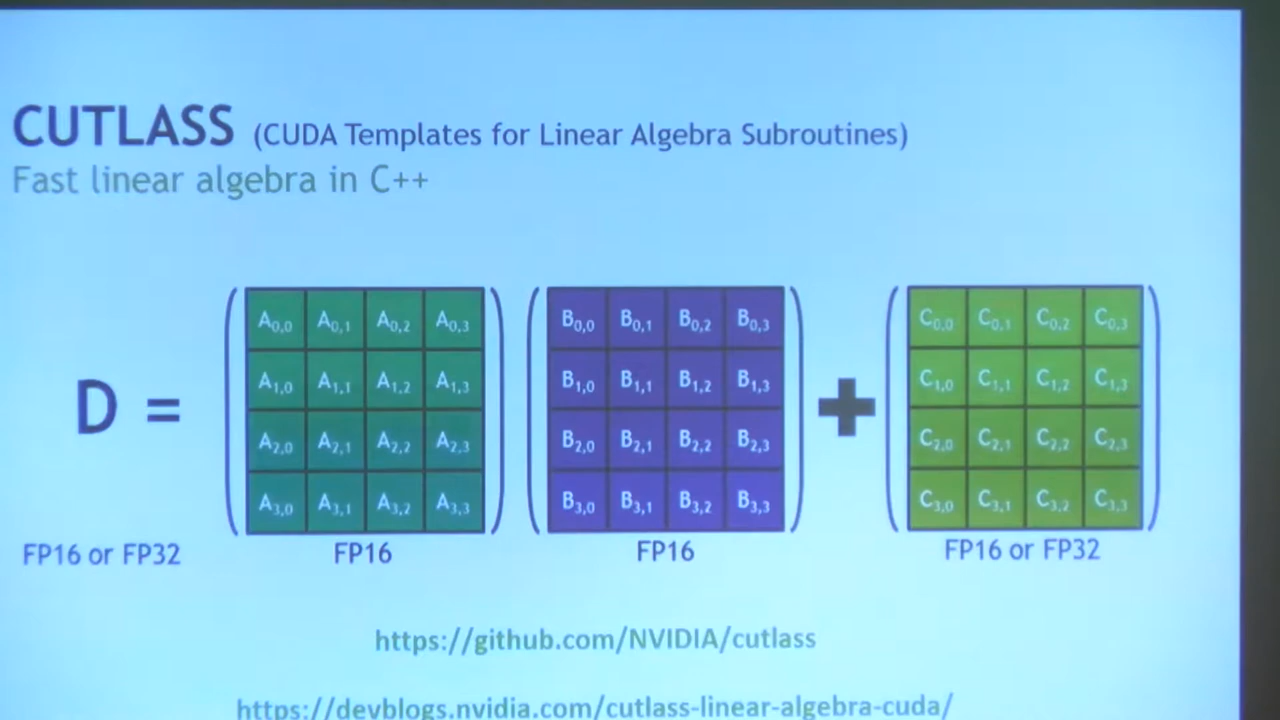 CUTLASS (CUDA Templates for Linear Algebra Subroutines)
Fast linear algebra in C++
A0,0 A0,1 A0,2 A0,3 B0,0 B0,1 B0,2 B0,3 C0,0 C0,1 C0,2 C0,3
A1,0 A1,1 A1,2 A1,3 B1,0 B1,1 B1,2 B1,3 C1,0 C1,1 C1,2 C1,3
D = + 
A2,0 A2,1 A2,2 A2,3 B2,0 B2,1 B2,2 B2,3 C2,0 C2,1 C2,2 C2,3
A3,0 A3,1 A3,2 A3,3 B3,0 B3,1 B3,2 B3,3 C3,0 C3,1 C3,2 C3,3
FP16 or FP32 FP16 FP16 FP16 or FP32
https://github.com/NVIDIA/cutlass
https://devblogs.nvidia.com/cutlass-linear-algebra-cuda/